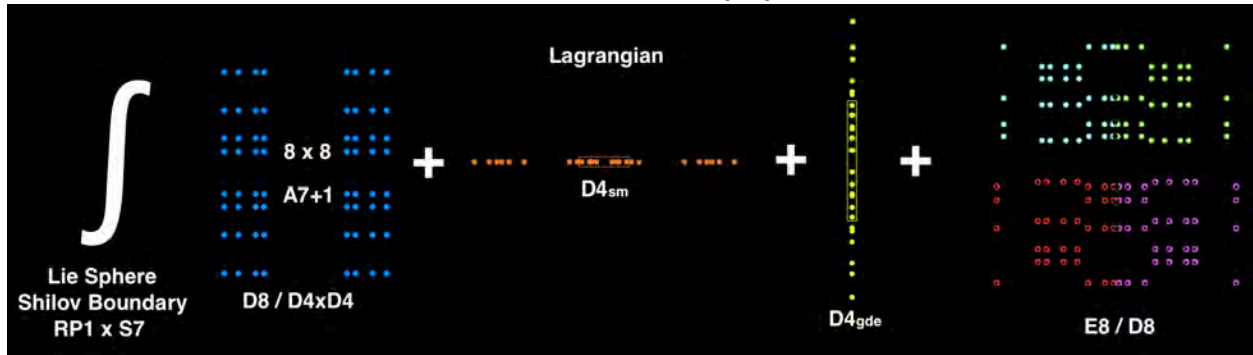 Lagrangian
∫
8 x 8
A7+1
+
D4sm
+
D4gde
+
Lie Sphere
Shilov Boundary
RP1 x S7
D8 / D4xD4
E8 / D8